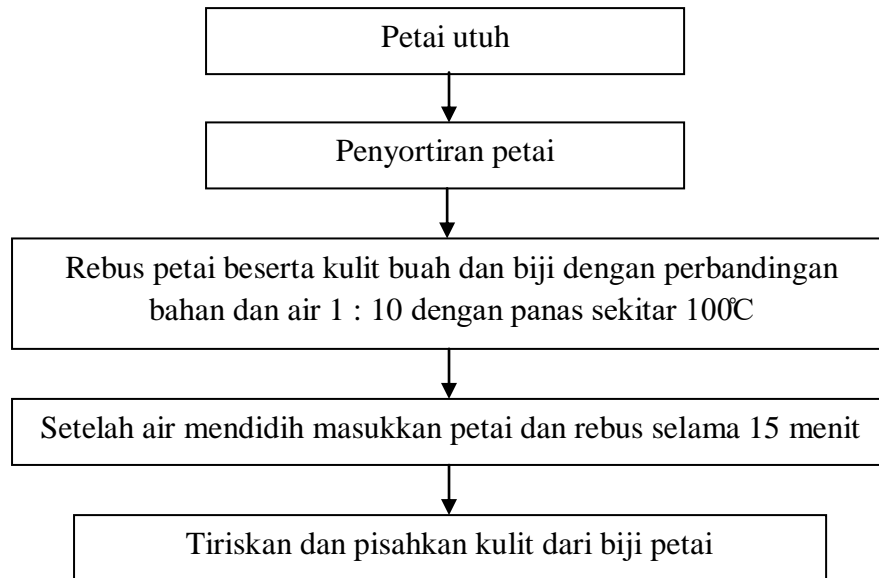 Petai utuh
Penyortiran petai
Rebus petai beserta kulit buah dan biji dengan perbandingan
bahan dan air 1 : 10 dengan panas sekitar 100℃
Setelah air mendidih masukkan petai dan rebus selama 15 menit
Tiriskan dan pisahkan kulit dari biji petai